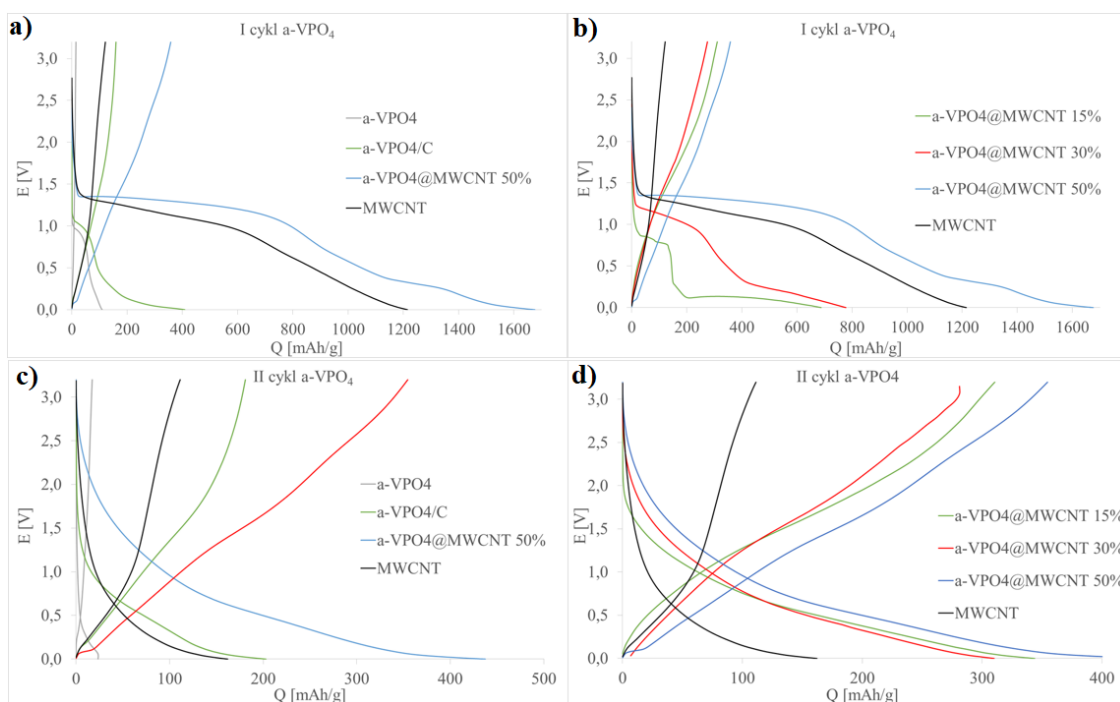 a)
I cykl a-VPO₄
E [V]
3,0
2,5
2,0
1,5
1,0
0,5
0,0
a-VPO4
a-VPO4/C
a-VPO4@MWCNT 50%
MWCNT
0 200 400 600 800 1000 1200 1400 1600
Q [mAh/g]
b)
I cykl a-VPO₄
E [V]
3,0
2,5
2,0
1,5
1,0
0,5
0,0
a-VPO4@MWCNT 15%
a-VPO4@MWCNT 30%
a-VPO4@MWCNT 50%
MWCNT
0 200 400 600 800 1000 1200 1400 1600
Q [mAh/g]
c)
II cykl a-VPO₄
E [V]
3,0
2,5
2,0
1,5
1,0
0,5
0,0
a-VPO4
a-VPO4/C
a-VPO4@MWCNT 50%
MWCNT
0 100 200 300 400 500
Q [mAh/g]
d)
II cykl a-VPO4
E [V]
3,0
2,5
2,0
1,5
1,0
0,5
0,0
a-VPO4@MWCNT 15%
a-VPO4@MWCNT 30%
a-VPO4@MWCNT 50%
MWCNT
0 100 200 300 400
Q [mAh/g]